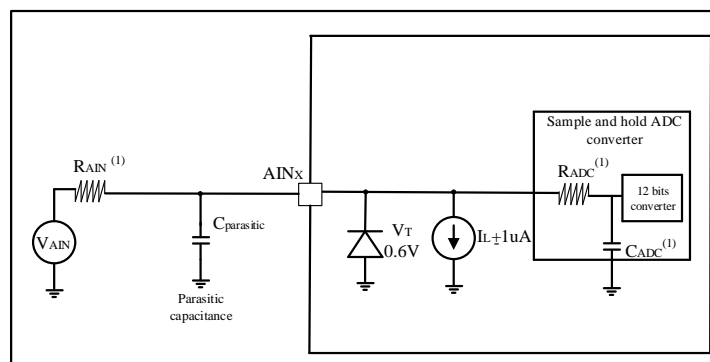 Sample and hold ADC
converter
RAIN (1)
AINX
RADC(1)
12 bits
converter
VAIN
Cparasitic
VT
0.6V
IL±1uA
CADC(1)
Parasitic
capacitance